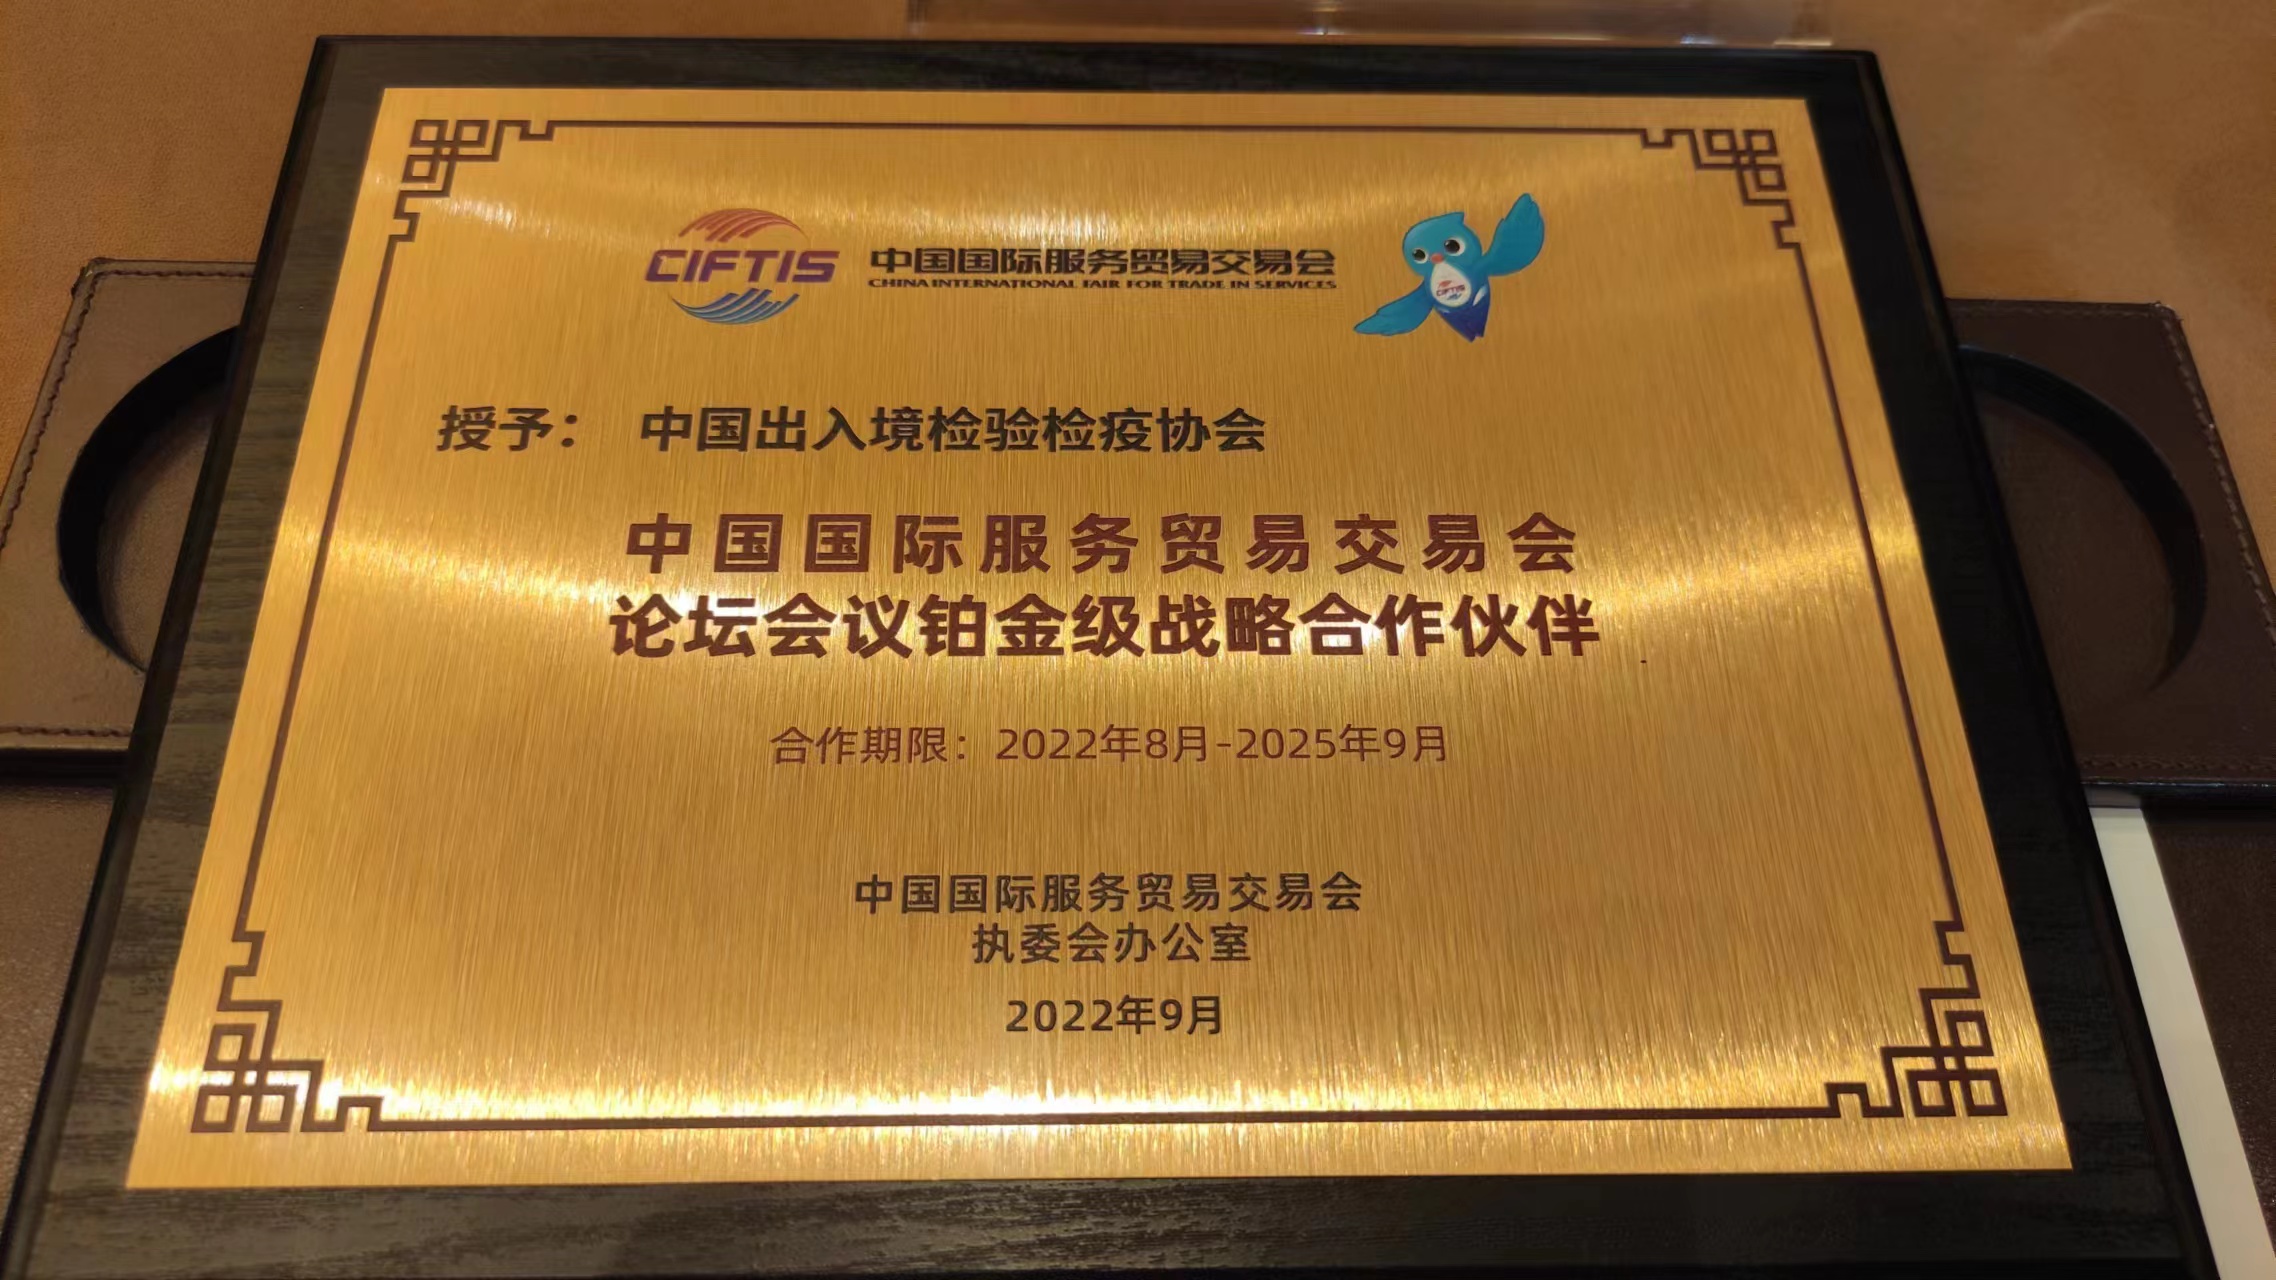 CIFTIS 中国国际服务贸易交易会
CHINA INTERNATIONAL FAIR FOR TRADE IN SERVICES
CIFTIS
授予： 中国出入境检验检疫协会
中国国际服务贸易交易会
论坛会议铂金级战略合作伙伴
合作期限：2022年8月-2025年9月
中国国际服务贸易交易会
执委会办公室
2022年9月